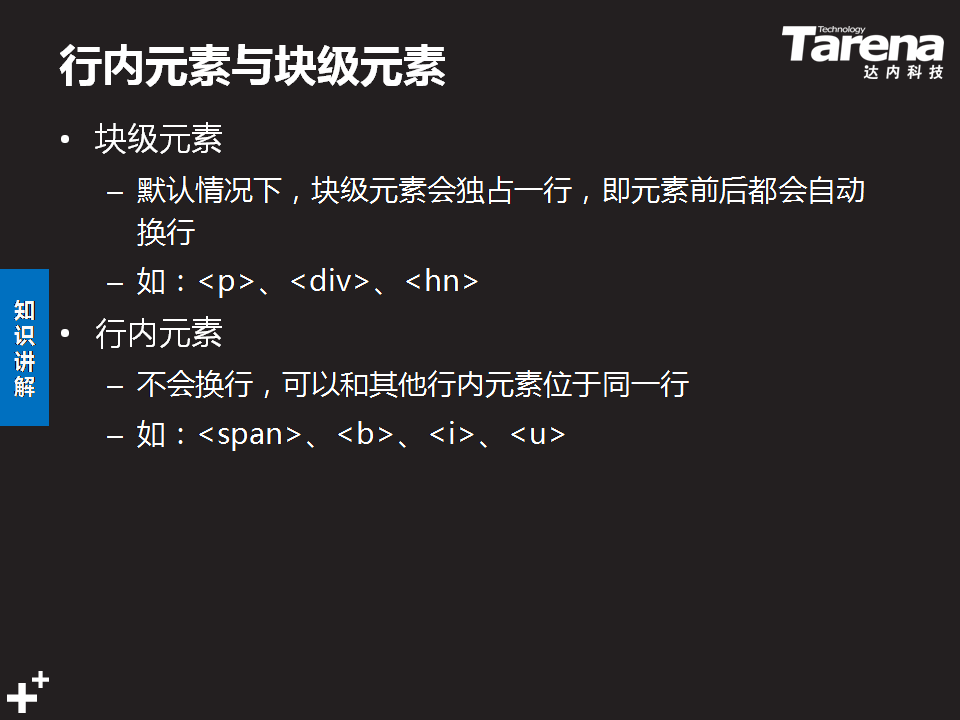 行内元素与块级元素
Technology
Tarena
达内科技
• 块级元素
– 默认情况下，块级元素会独占一行，即元素前后都会自动
换行
– 如：<p>、<div>、<hn>
• 行内元素
– 不会换行，可以和其他行内元素位于同一行
– 如：<span>、<b>、<i>、<u>
知
识
讲
解